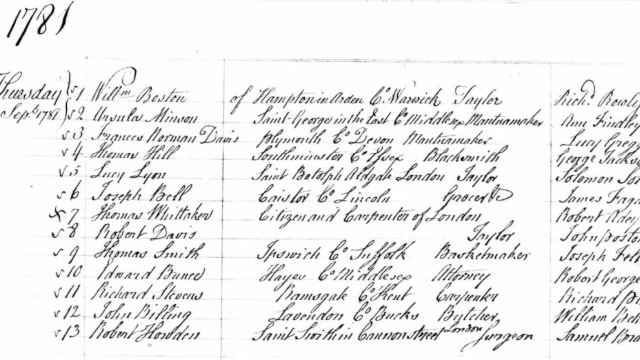 1781
Thursday 1 Willm Boston of Hampton in Arden Co Warwick Taylor Richd
Sept 1781 2 Ursula Minson Saint George in the East Co Middlesex Mantuamaker Ann Findley
3 Frances Norman Davis Plymouth Co Devon Mantuamaker Lucy
4 Thomas Hill Southminster Co Essex Blacksmith George Jackso
5 Lucy Lyon Saint Botolph Aldgate London Taylor Solomon
6 Joseph Bell Caistor Co Lincoln Grocer &c James
7 Thomas Whittaker Citizen and Carpenter of London Robert
8 Robert Davis Taylor John Bosto
9 Thomas Smith Ipswich Co Suffolk Basketmaker Joseph
10 Edward Bunce Hayes Co Middlesex Attorney Robert George
11 Richard Stevens Ramsgate Co Kent Carpenter Richard
12 John Billing Lavendon Co Bucks Butcher William
13 Robert Howden Saint Swithin Cannon Street London Surgeon Samuel